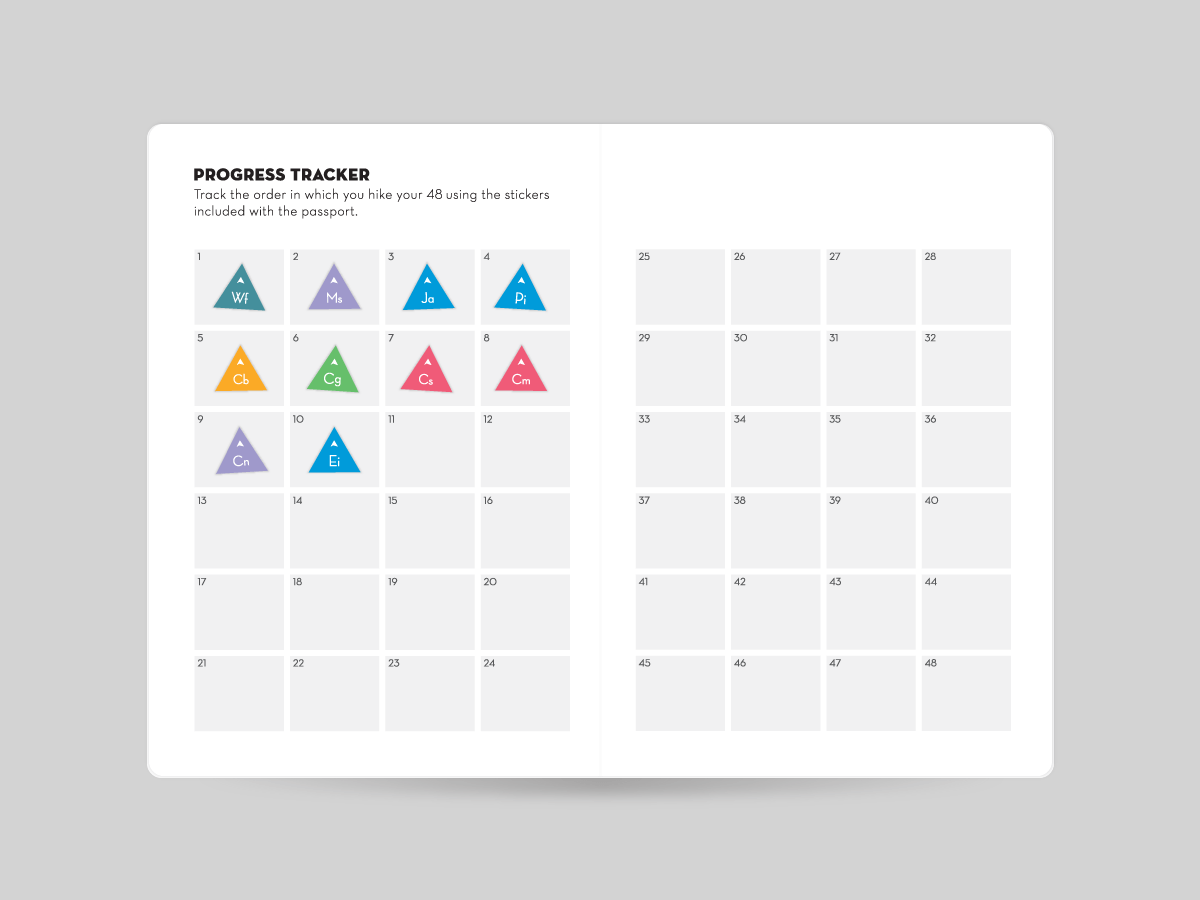 PROGRESS TRACKER
Track the order in which you hike your 48 using the stickers
included with the passport.
1 2 3 4
Wf Ms Ja Pi
5 6 7 8
Cb Cg Cs Cm
9 10 11 12
Cn Ei
13 14 15 16
17 18 19 20
21 22 23 24
25 26 27 28
29 30 31 32
33 34 35 36
37 38 39 40
41 42 43 44
45 46 47 48